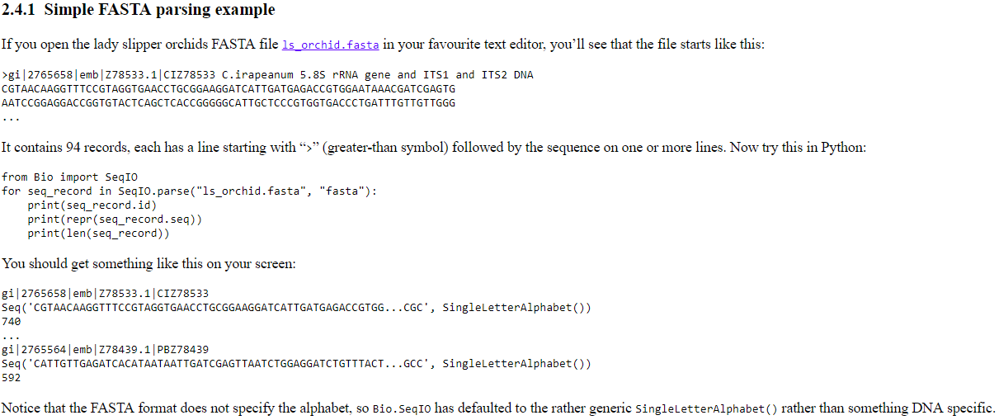 2.4.1 Simple FASTA parsing example
If you open the lady slipper orchids FASTA file ls_orchid.fasta in your favourite text editor, you’ll see that the file starts like this:
>gi|2765658|emb|Z78533.1|CIZ78533 C.irapeanum 5.8S rRNA gene and ITS1 and ITS2 DNA
CGTAACAAGGTTTCCGTAGGTGAACCTGCGGAAGGATCATTGATGAGACCGTGGAATAAACGATCGAGTG
AATCCGGAGGACCGGTGTACTCAGCTCACCGGGGGCATTGCTCCCGTGGTGACCCTGATTTGTTGTTGGG
...
It contains 94 records, each has a line starting with “>” (greater-than symbol) followed by the sequence on one or more lines. Now try this in Python:
from Bio import SeqIO
for seq_record in SeqIO.parse("ls_orchid.fasta", "fasta"):
    print(seq_record.id)
    print(repr(seq_record.seq))
    print(len(seq_record))
You should get something like this on your screen:
gi|2765658|emb|Z78533.1|CIZ78533
Seq('CGTAACAAGGTTTCCGTAGGTGAACCTGCGGAAGGATCATTGATGAGACCGTGG...CGC', SingleLetterAlphabet())
740
...
gi|2765564|emb|Z78439.1|PBZ78439
Seq('CATTGTTGAGATCACATAATAATTGATCGAGTTAATCTGGAGGATCTGTTTACT...GCC', SingleLetterAlphabet())
592
Notice that the FASTA format does not specify the alphabet, so Bio.SeqIO has defaulted to the rather generic SingleLetterAlphabet() rather than something DNA specific.